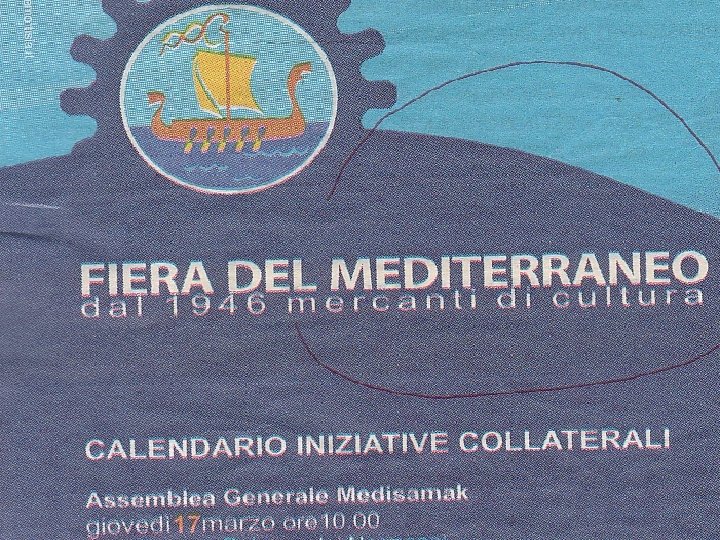 FIERA DEL MEDITERRANEO
dal 1946 mercanti di cultura
CALENDARIO INIZIATIVE COLLATERALI
Assemblea Generale Medisamak
giovedì 17 marzo ore 10.00